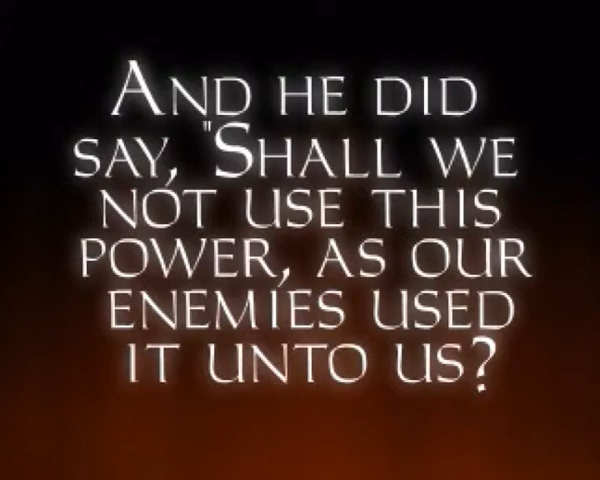 AND HE DID
SAY, "SHALL WE
NOT USE THIS
POWER, AS OUR
ENEMIES USED
IT UNTO US?